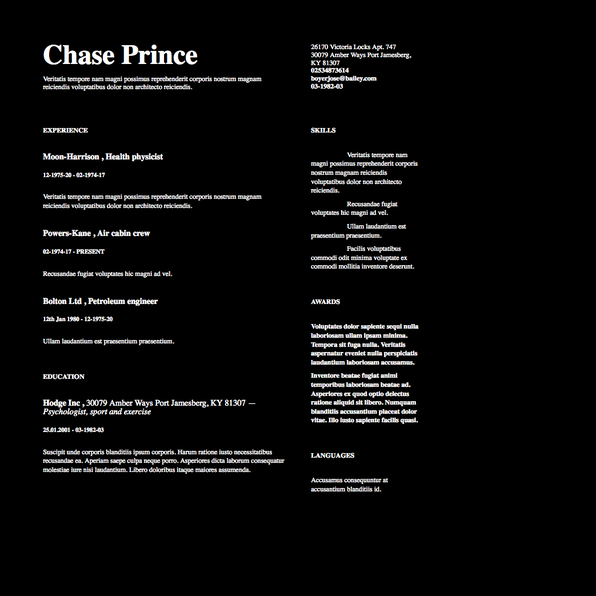 Chase Prince
Veritatis tempore nam magni possimus reprehenderit corporis nostrum magnam
reiciendis voluptatibus dolor non architecto reiciendis.
26170 Victoria Locks Apt. 747
30079 Amber Ways Port Jamesberg,
KY 81307
02534873614
boyerjose@bailey.com
03-1982-03
EXPERIENCE
Moon-Harrison , Health physicist
12-1975-20 - 02-1974-17
Veritatis tempore nam magni possimus reprehenderit corporis nostrum magnam
reiciendis voluptatibus dolor non architecto reiciendis.
Powers-Kane , Air cabin crew
02-1974-17 - PRESENT
Recusandae fugiat voluptates hic magni ad vel.
Bolton Ltd , Petroleum engineer
12th Jan 1980 - 12-1975-20
Ullam laudantium est praesentium praesentium.
EDUCATION
Hodge Inc , 30079 Amber Ways Port Jamesberg, KY 81307 —
Psychologist, sport and exercise
25.01.2001 - 03-1982-03
Suscipit unde corporis blanditiis ipsum corporis. Harum ratione iusto necessitatibus
recusandae ea. Aperiam saepe culpa neque porro. Asperiores dicta laborum consequatur
molestiae iure nisi laudantium. Libero doloribus itaque maiores assumenda.
SKILLS
Veritatis tempore nam
magni possimus reprehenderit corporis
nostrum magnam reiciendis
voluptatibus dolor non architecto
reiciendis.
Recusandae fugiat
voluptates hic magni ad vel.
Ullam laudantium est
praesentium praesentium.
Facilis voluptatibus
commodi odit minima voluptate ex
commodi mollitia inventore deserunt.
AWARDS
Voluptates dolor sapiente sequi nulla
laboriosam ullam ipsam minima.
Tempora sit fuga nulla. Veritatis
aspernatur eveniet nulla perspiciatis
laudantium laboriosam accusamus.
Inventore beatae fugiat animi
temporibus laboriosam beatae ad.
Asperiores ex quod optio delectus
ratione aliquid sit libero. Numquam
blanditiis accusantium placeat dolor
vitae. Illo iusto sapiente facilis quasi.
LANGUAGES
Accusamus consequuntur at
accusantium blanditiis id.